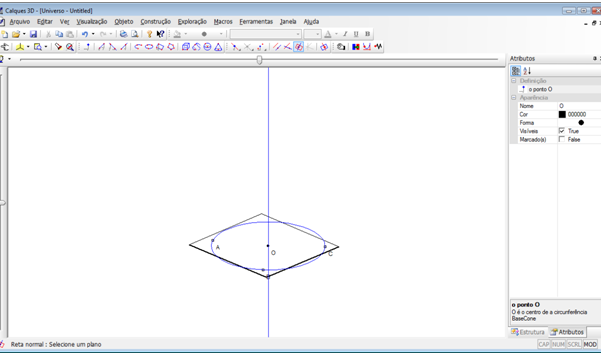 Calques 3D - [Universo - Untitled]
Arquivo Editar Ver Visualização Objeto Construção Exploração Macros Ferramentas Janela Ajuda
Atributos
Definição
o ponto O
Aparência
Nome O
Cor 000000
Forma
Visíveis True
Marcado(s) False
A
O
C
o ponto O
O é o centro de a circunferência
BaseCone
Estrutura Atributos
Reta normal : Selecione um plano
CAP NUM SCRL MOD